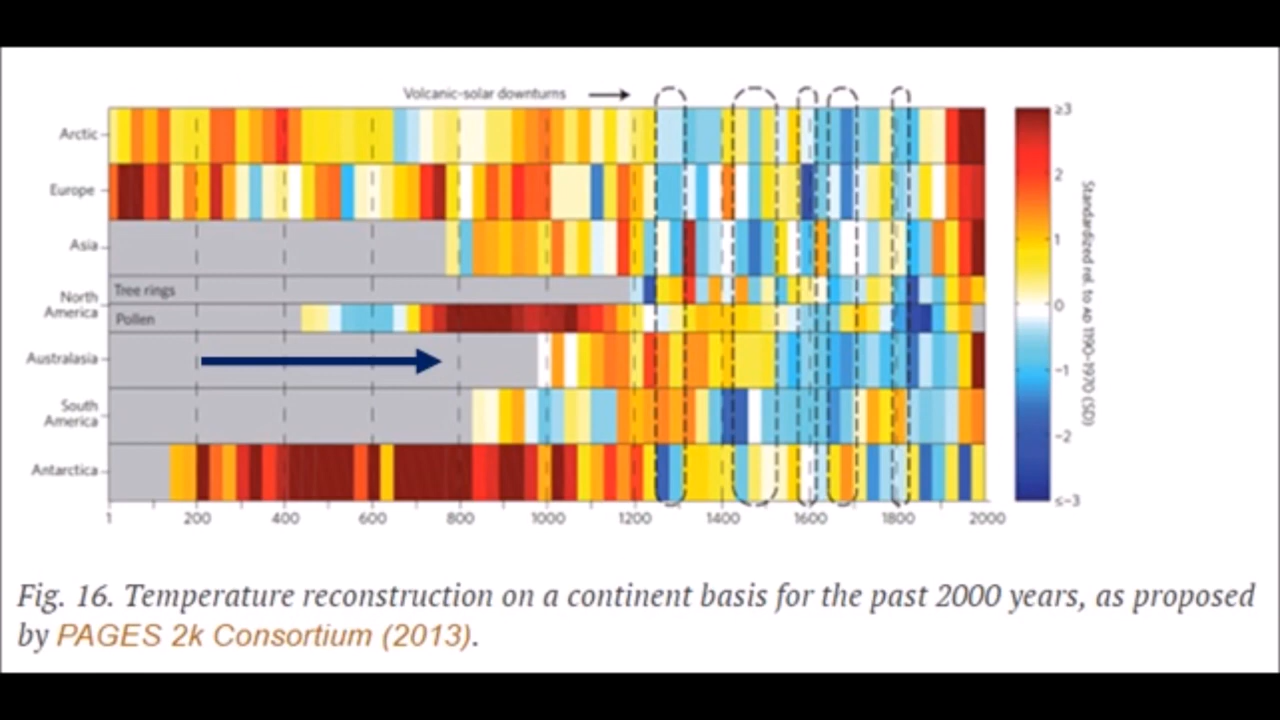 Volcanic-solar downturns
Arctic
Europe
Asia
North
America
Tree rings
Pollen
Australasia
South
America
Antarctica
1 200 400 600 800 1000 1200 1400 1600 1800 2000
≥3
2
1
0
−1
−2
≤−3
Standardized rel. to AD 1190–1970 (SD)
Fig. 16. Temperature reconstruction on a continent basis for the past 2000 years, as proposed
by PAGES 2k Consortium (2013).